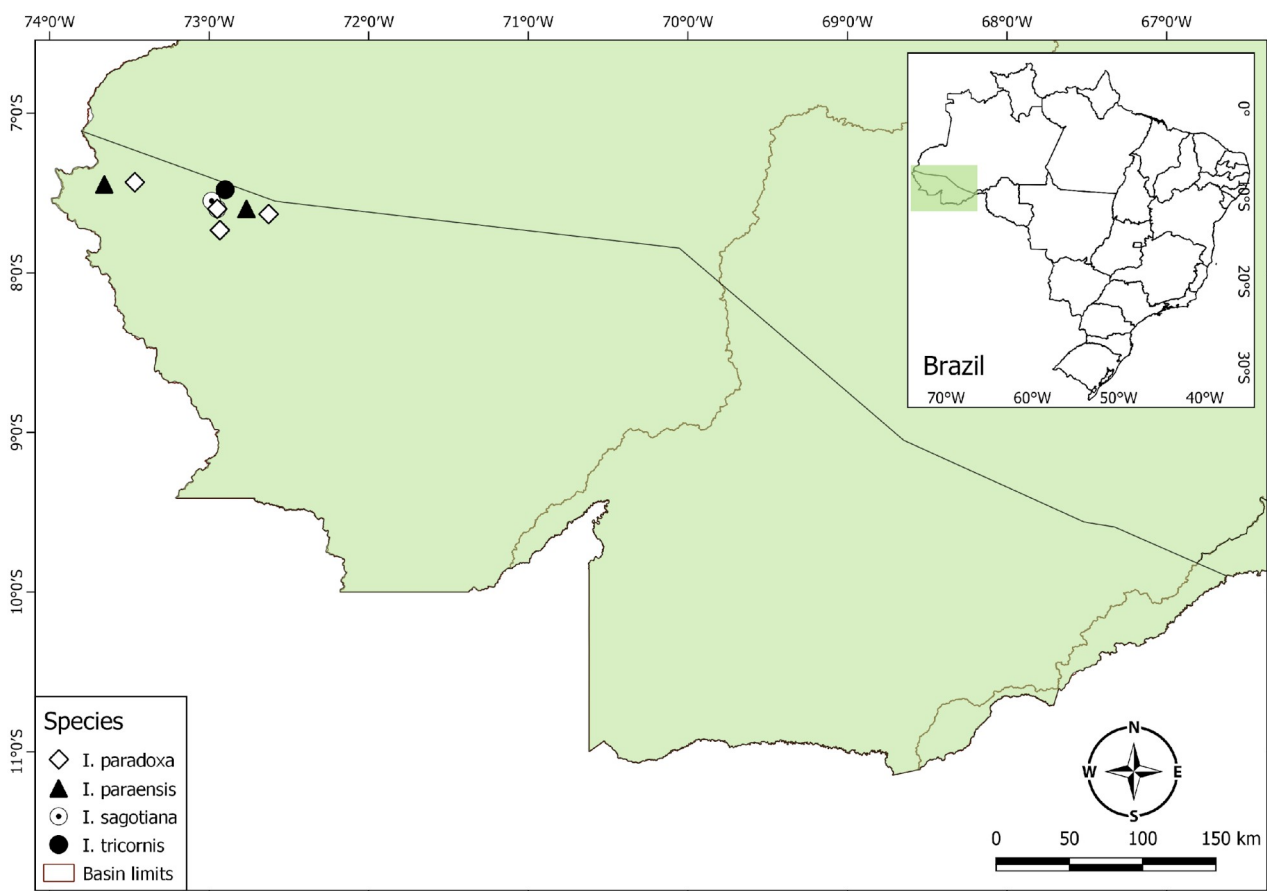 74°0'W 73°0'W 72°0'W 71°0'W 70°0'W 69°0'W 68°0'W 67°0'W
7°0'S
8°0'S
9°0'S
10°0'S
11°0'S
0°
10°S
20°S
30°S
Brazil
70°W 60°W 50°W 40°W
Species
I. paradoxa
I. paraensis
I. sagotiana
I. tricornis
Basin limits
N
W E
S
0 50 100 150 km